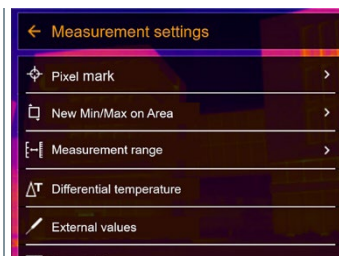 Measurement settings
Pixel mark
New Min/Max on Area
Measurement range
Differential temperature
External values